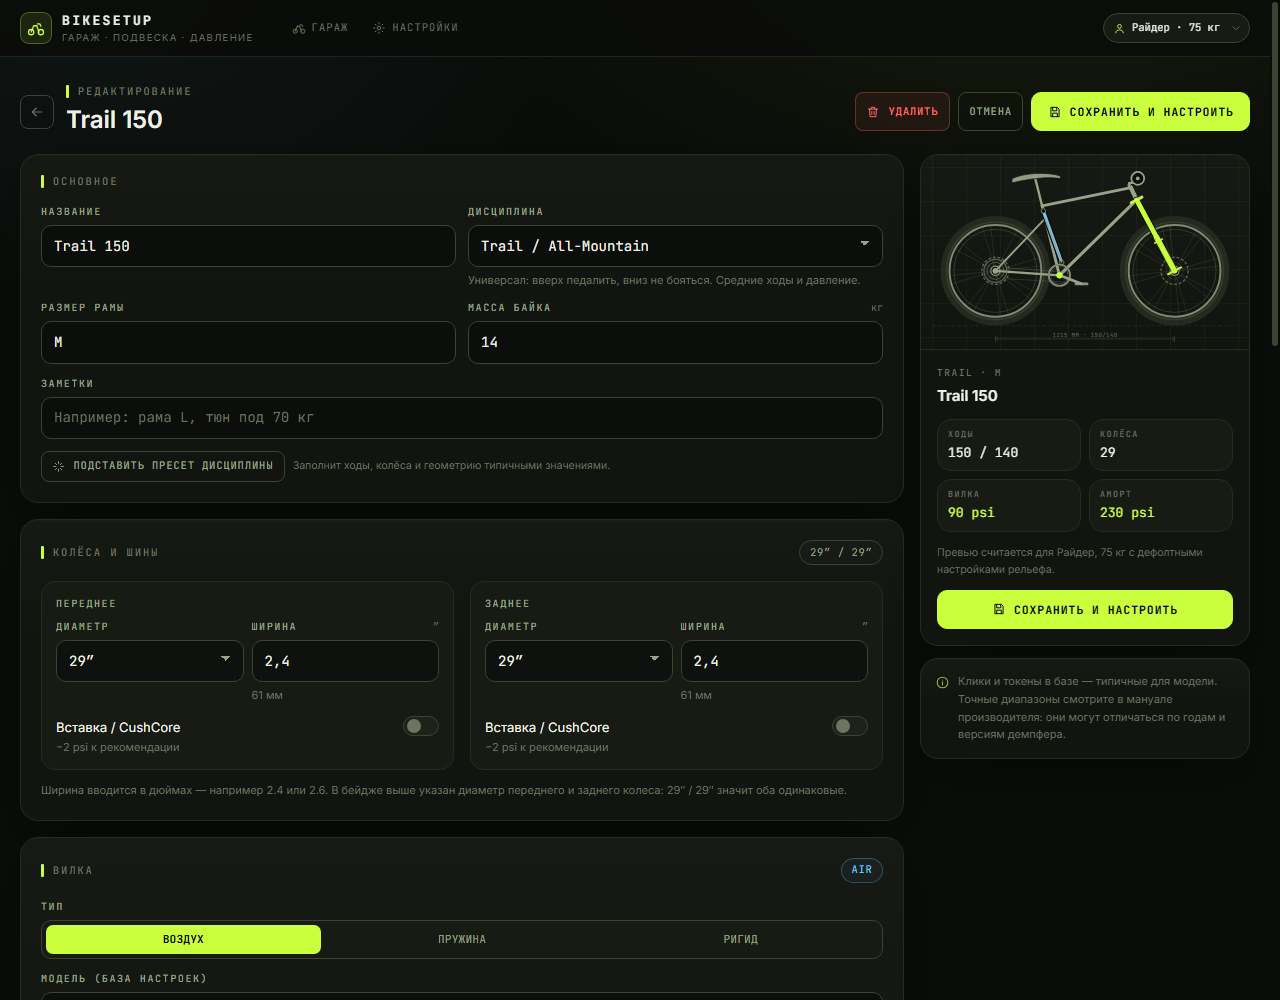 BIKESETUP
ГАРАЖ · ПОДВЕСКА · ДАВЛЕНИЕ
ГАРАЖ
НАСТРОЙКИ
Райдер · 75 кг
РЕДАКТИРОВАНИЕ
Trail 150
УДАЛИТЬ
ОТМЕНА
СОХРАНИТЬ И НАСТРОИТЬ
ОСНОВНОЕ
НАЗВАНИЕ
Trail 150
ДИСЦИПЛИНА
Trail / All-Mountain
Универсал: вверх педалить, вниз не бояться. Средние ходы и давление.
РАЗМЕР РАМЫ
M
МАССА БАЙКА
кг
14
ЗАМЕТКИ
Например: рама L, тюн под 70 кг
ПОДСТАВИТЬ ПРЕСЕТ ДИСЦИПЛИНЫ
Заполнит ходы, колёса и геометрию типичными значениями.
КОЛЁСА И ШИНЫ
29″ / 29″
ПЕРЕДНЕЕ
ДИАМЕТР
29″
ШИРИНА
″
2,4
61 мм
Вставка / CushCore
−2 psi к рекомендации
ЗАДНЕЕ
ДИАМЕТР
29″
ШИРИНА
″
2,4
61 мм
Вставка / CushCore
−2 psi к рекомендации
Ширина вводится в дюймах — например 2.4 или 2.6. В бейдже выше указан диаметр переднего и заднего колеса: 29″ / 29″ значит оба одинаковые.
ВИЛКА
AIR
ТИП
ВОЗДУХ
ПРУЖИНА
РИГИД
МОДЕЛЬ (БАЗА НАСТРОЕК)
1215 ММ · 150/140
TRAIL · M
Trail 150
ХОДЫ
150 / 140
КОЛЁСА
29
ВИЛКА
90 psi
АМОРТ
230 psi
Превью считается для Райдер, 75 кг с дефолтными
настройками рельефа.
СОХРАНИТЬ И НАСТРОИТЬ
Клики и токены в базе — типичные для модели.
Точные диапазоны смотрите в мануале
производителя: они могут отличаться по годам и
версиям демпфера.